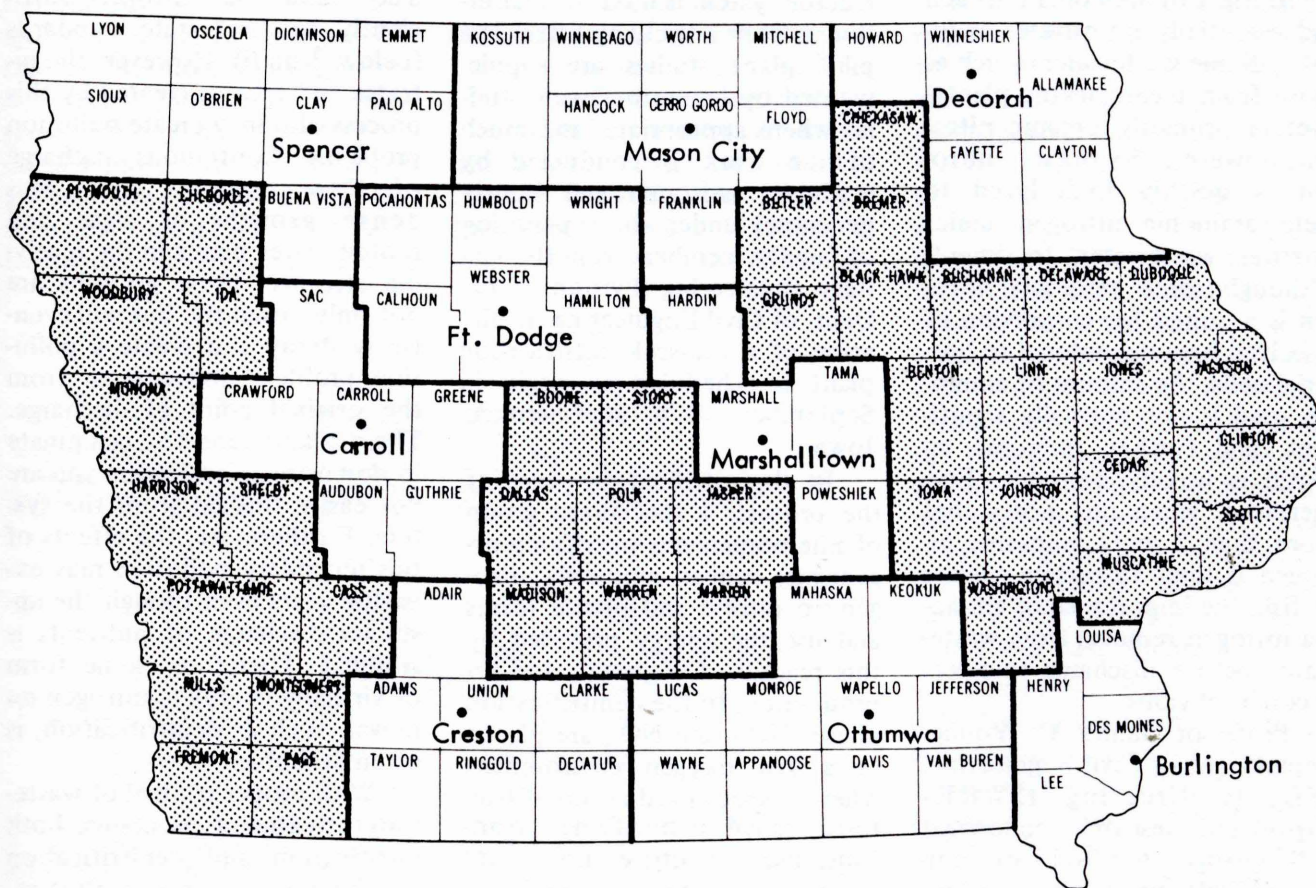 LYON OSCEOLA DICKINSON EMMET KOSSUTH WINNEBAGO WORTH MITCHELL HOWARD WINNESHIEK ALLAMAKEE
SIOUX O'BRIEN CLAY PALO ALTO HANCOCK CERRO GORDO FLOYD CHICKASAW Decorah
Spencer Mason City FAYETTE CLAYTON
PLYMOUTH CHEROKEE BUENA VISTA POCAHONTAS HUMBOLDT WRIGHT FRANKLIN BUTLER BREMER
WEBSTER
WOODBURY IDA SAC CALHOUN HAMILTON HARDIN GRUNDY BLACK HAWK BUCHANAN DELAWARE DUBUQUE
Ft. Dodge
MONONA CRAWFORD CARROLL GREENE BOONE STORY MARSHALL TAMA BENTON LINN JONES JACKSON
Carroll Marshalltown CLINTON
CEDAR
HARRISON SHELBY AUDUBON GUTHRIE DALLAS POLK JASPER POWESHIEK IOWA JOHNSON SCOTT
MUSCATINE
POTTAWATTAMIE CASS ADAIR MADISON WARREN MARION MAHASKA KEOKUK WASHINGTON
LOUISA
MILLS MONTGOMERY ADAMS UNION CLARKE LUCAS MONROE WAPELLO JEFFERSON HENRY
DES MOINES
Creston Ottumwa
FREMONT PAGE TAYLOR RINGGOLD DECATUR WAYNE APPANOOSE DAVIS VAN BUREN Burlington
LEE